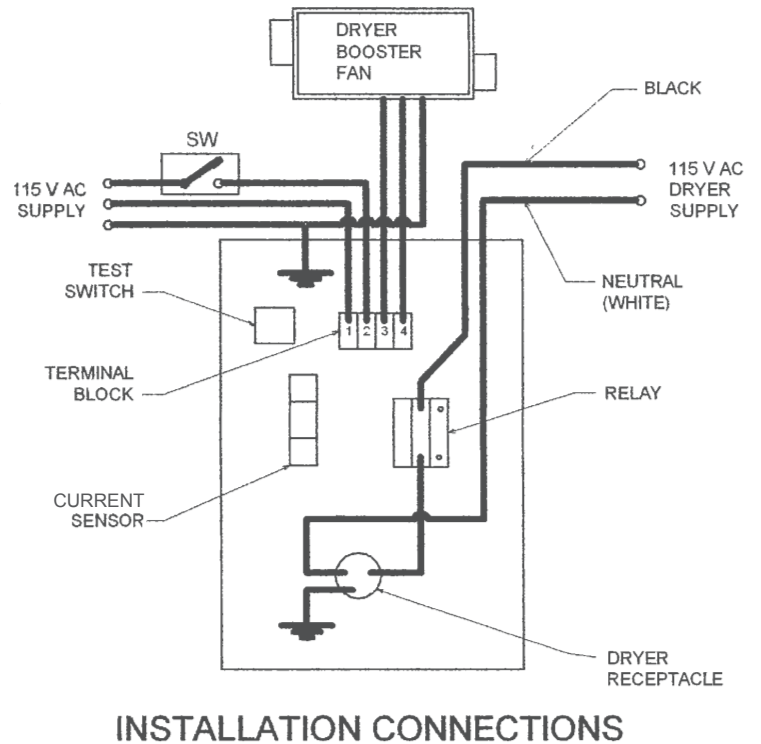 DRYER
BOOSTER
FAN
BLACK
SW
115 V AC
SUPPLY
115 V AC
DRYER
SUPPLY
TEST
SWITCH
NEUTRAL
(WHITE)
1 2 3 4
TERMINAL
BLOCK
RELAY
CURRENT
SENSOR
DRYER
RECEPTACLE
INSTALLATION CONNECTIONS